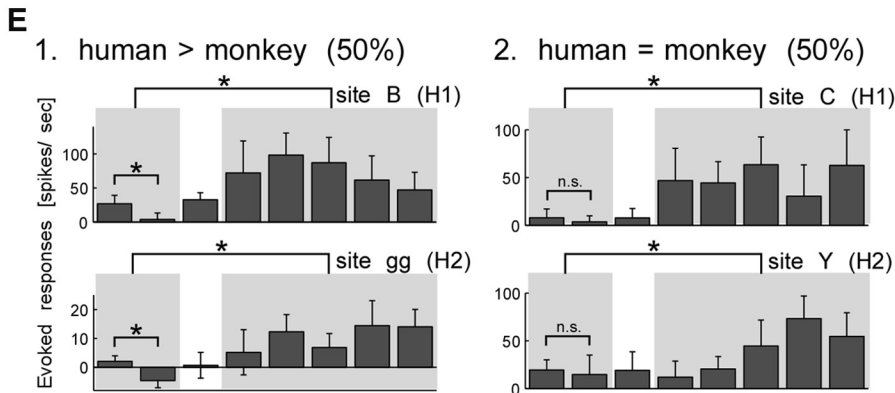 E
1. human > monkey (50%)
2. human = monkey (50%)
Evoked responses [spikes/ sec]
*
site B (H1)
100
50
0
*
*
site C (H1)
100
50
0
n.s.
*
site gg (H2)
20
10
0
*
*
site Y (H2)
100
50
0
n.s.